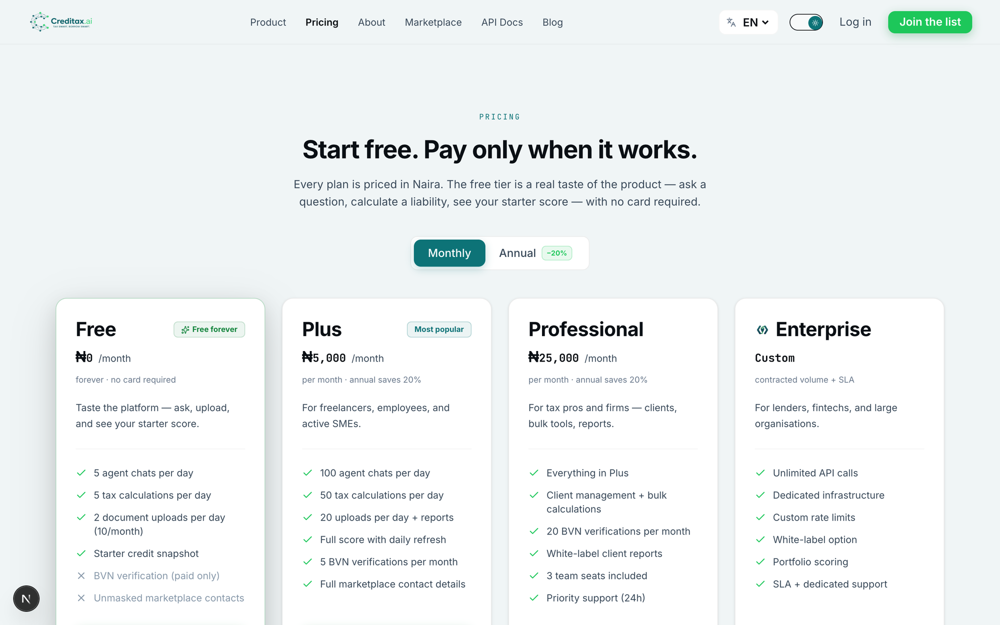 Creditax.ai
TAX SMART. BORROW SMART.
Product
Pricing
About
Marketplace
API Docs
Blog
EN
Log in
Join the list
PRICING
Start free. Pay only when it works.
Every plan is priced in Naira. The free tier is a real taste of the product — ask a
question, calculate a liability, see your starter score — with no card required.
Monthly
Annual −20%
Free
Free forever
₦0 /month
forever · no card required
Taste the platform — ask, upload,
and see your starter score.
5 agent chats per day
5 tax calculations per day
2 document uploads per day
(10/month)
Starter credit snapshot
BVN verification (paid only)
Unmasked marketplace contacts
Plus
Most popular
₦5,000 /month
per month · annual saves 20%
For freelancers, employees, and
active SMEs.
100 agent chats per day
50 tax calculations per day
20 uploads per day + reports
Full score with daily refresh
5 BVN verifications per month
Full marketplace contact details
Professional
₦25,000 /month
per month · annual saves 20%
For tax pros and firms — clients,
bulk tools, reports.
Everything in Plus
Client management + bulk
calculations
20 BVN verifications per month
White-label client reports
3 team seats included
Priority support (24h)
Enterprise
Custom
contracted volume + SLA
For lenders, fintechs, and large
organisations.
Unlimited API calls
Dedicated infrastructure
Custom rate limits
White-label option
Portfolio scoring
SLA + dedicated support
N